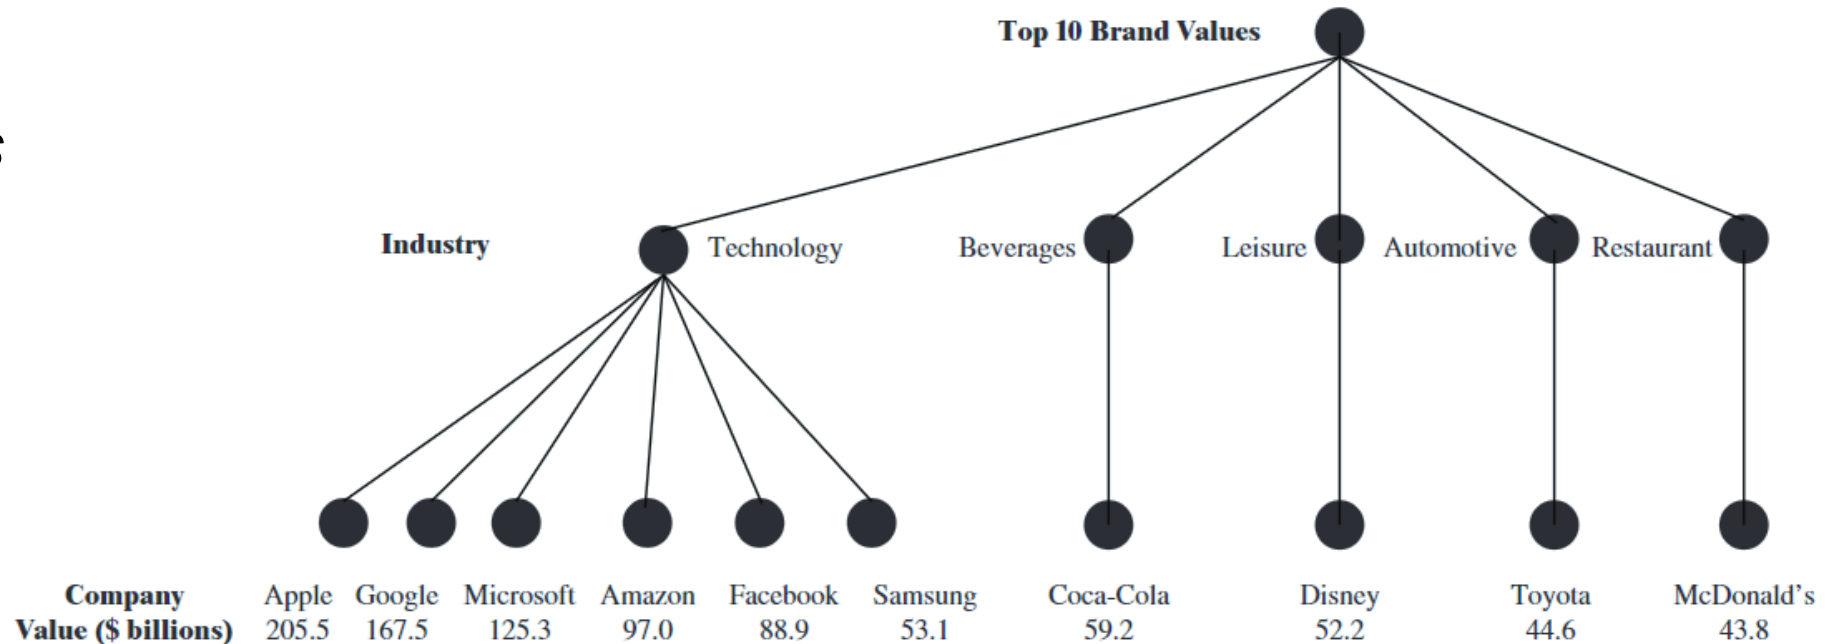 Top 10 Brand Values
s
Industry Technology Beverages Leisure Automotive Restaurant
Company Apple Google Microsoft Amazon Facebook Samsung Coca-Cola Disney Toyota McDonald’s
Value ($ billions) 205.5 167.5 125.3 97.0 88.9 53.1 59.2 52.2 44.6 43.8